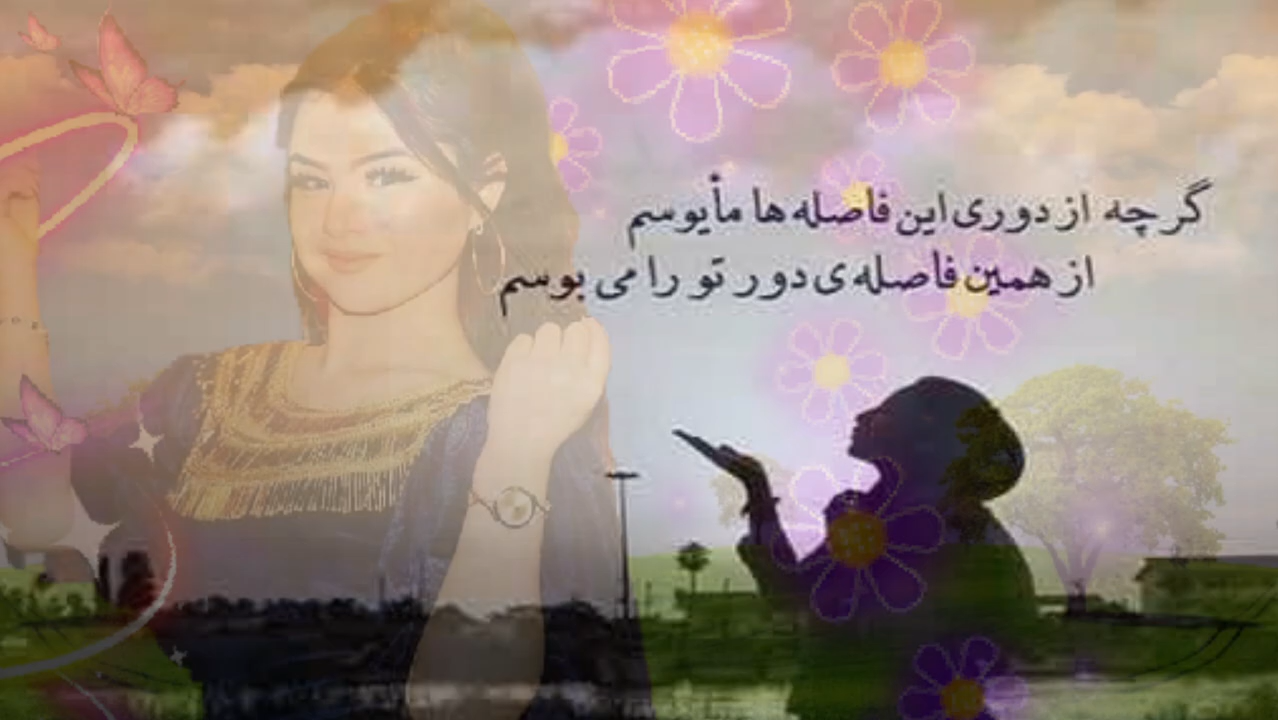 گرچه از دوری این فاصله ها مأیوسم
از همین فاصله ی دور تو را می بوسم